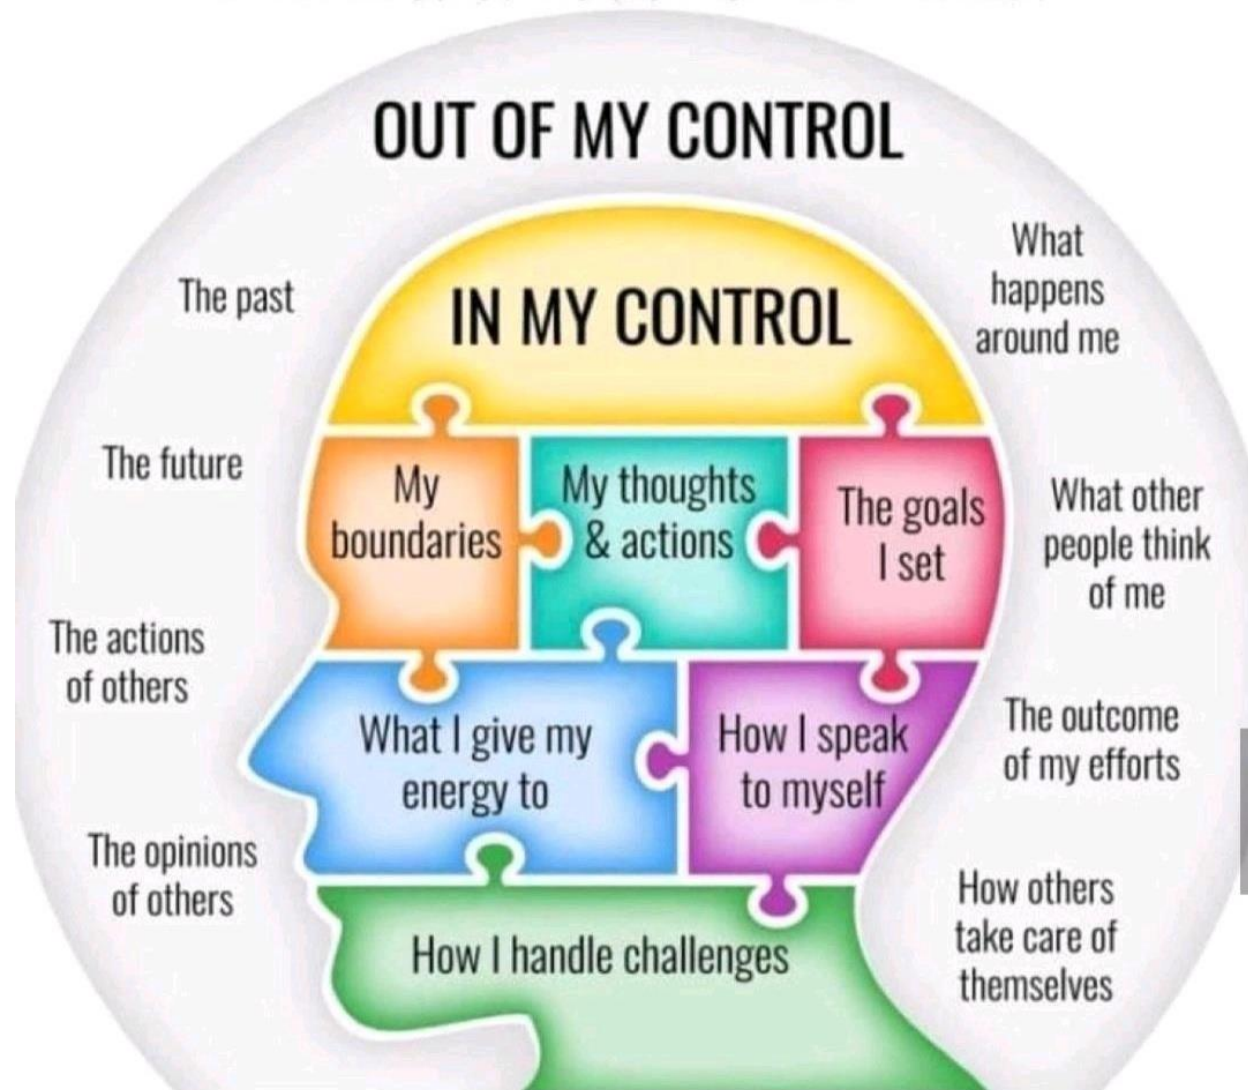 OUT OF MY CONTROL
The past
The future
The actions
of others
The opinions
of others
IN MY CONTROL
My
boundaries
My thoughts
& actions
The goals
I set
What I give my
energy to
How I speak
to myself
How I handle challenges
What
happens
around me
What other
people think
of me
The outcome
of my efforts
How others
take care of
themselves